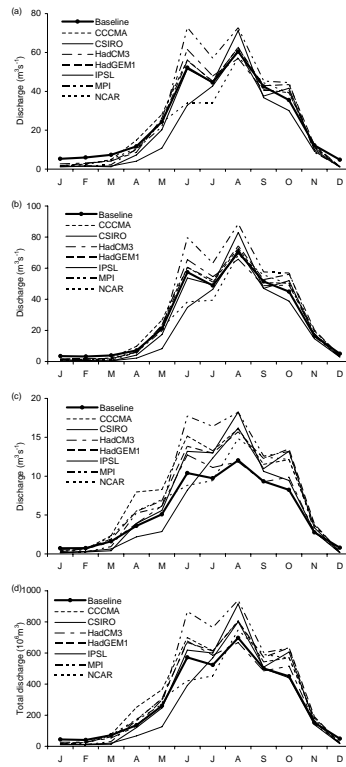 (a)
80
60
40
20
0
Discharge (m³s⁻¹)
Baseline
CCCMA
CSIRO
HadCM3
HadGEM1
IPSL
MPI
NCAR
J F M A M J J A S O N D
(b)
100
80
60
40
20
0
Discharge (m³s⁻¹)
Baseline
CCCMA
CSIRO
HadCM3
HadGEM1
IPSL
MPI
NCAR
J F M A M J J A S O N D
(c)
20
15
10
5
0
Discharge (m³s⁻¹)
Baseline
CCCMA
CSIRO
HadCM3
HadGEM1
IPSL
MPI
NCAR
J F M A M J J A S O N D
(d)
1000
800
600
400
200
0
Total discharge (10⁶m³)
Baseline
CCCMA
CSIRO
HadCM3
HadGEM1
IPSL
MPI
NCAR
J F M A M J J A S O N D